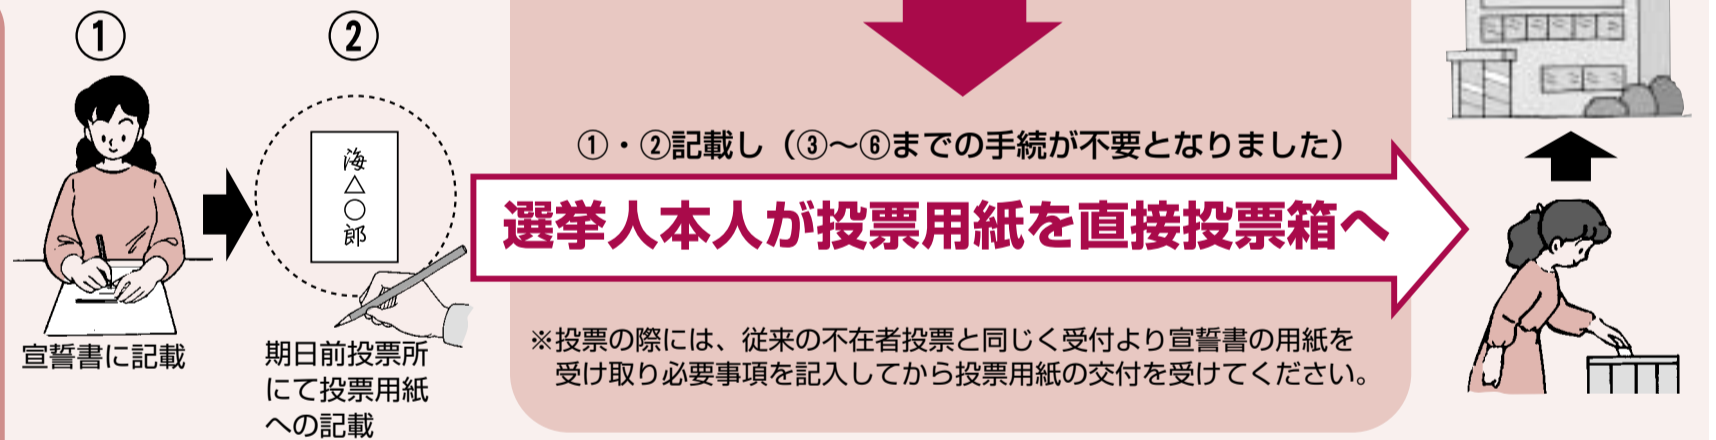 ①
宣誓書に記載
②
海△○郎
期日前投票所
にて投票用紙
への記載
①・②記載し（③～⑥までの手続が不要となりました）
選挙人本人が投票用紙を直接投票箱へ
※投票の際には、従来の不在者投票と同じく受付より宣誓書の用紙を
受け取り必要事項を記入してから投票用紙の交付を受けてください。